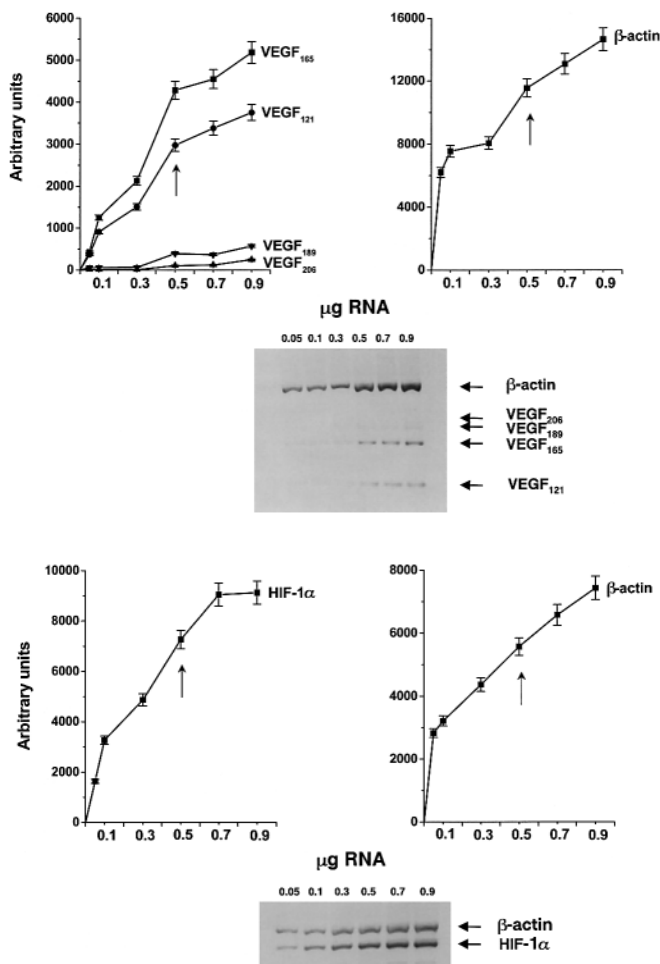 Arbitrary units
6000
5000
4000
3000
2000
1000
0
0.1 0.3 0.5 0.7 0.9
VEGF165
VEGF121
VEGF189
VEGF206
16000
12000
8000
4000
0
0.1 0.3 0.5 0.7 0.9
β-actin
μg RNA
0.05 0.1 0.3 0.5 0.7 0.9
β-actin
VEGF206
VEGF189
VEGF165
VEGF121
Arbitrary units
10000
8000
6000
4000
2000
0
0.1 0.3 0.5 0.7 0.9
HIF-1α
8000
6000
4000
2000
0
0.1 0.3 0.5 0.7 0.9
β-actin
μg RNA
0.05 0.1 0.3 0.5 0.7 0.9
β-actin
HIF-1α